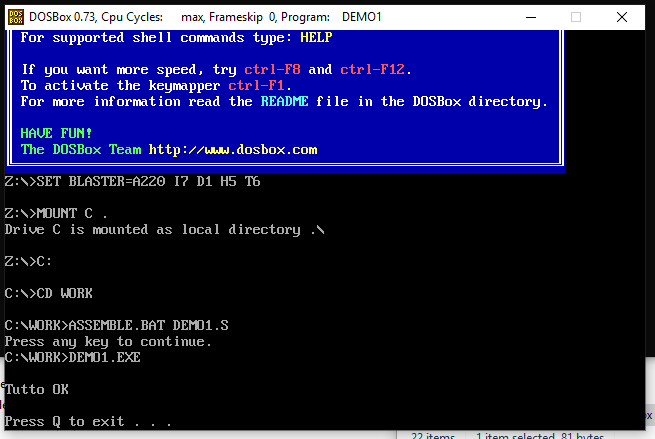 DOSBox 0.73, Cpu Cycles: max, Frameskip 0, Program: DEMO1
For supported shell commands type: HELP
If you want more speed, try ctrl-F8 and ctrl-F12.
To activate the keymapper ctrl-F1.
For more information read the README file in the DOSBox directory.
HAVE FUN!
The DOSBox Team http://www.dosbox.com
Z:\>SET BLASTER=A220 I7 D1 H5 T6
Z:\>MOUNT C .
Drive C is mounted as local directory .\
Z:\>C:
C:\>CD WORK
C:\WORK>ASSEMBLE.BAT DEMO1.S
Press any key to continue.
C:\WORK>DEMO1.EXE
Tutto OK
Press Q to exit . . .
22 items 1 item selected, 81 bytes